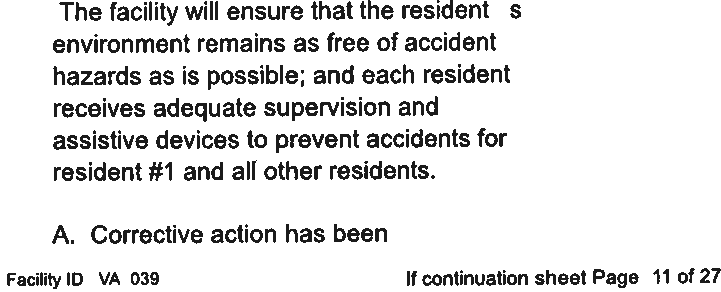 The facility will ensure that the resident s
environment remains as free of accident
hazards as is possible; and each resident
receives adequate supervision and
assistive devices to prevent accidents for
resident #1 and all other residents.
A. Corrective action has been
Facility ID VA 039 If continuation sheet Page 11 of 27